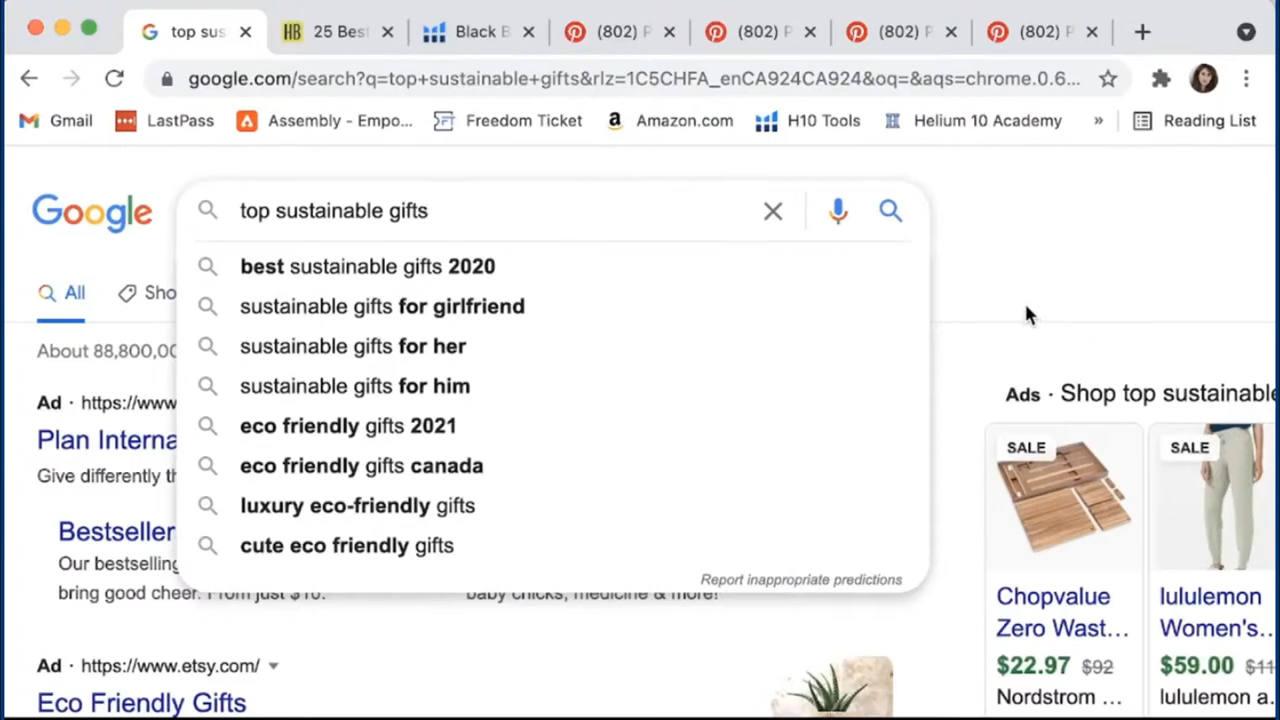 top sus
25 Best
Black B
(802) P
(802) P
(802) P
(802) P
google.com/search?q=top+sustainable+gifts&rlz=1C5CHFA_enCA924CA924&oq=&aqs=chrome.0.6...
Gmail
LastPass
Assembly - Empo...
Freedom Ticket
Amazon.com
H10 Tools
Helium 10 Academy
»
Reading List
Google
top sustainable gifts
best sustainable gifts 2020
sustainable gifts for girlfriend
sustainable gifts for her
sustainable gifts for him
eco friendly gifts 2021
eco friendly gifts canada
luxury eco-friendly gifts
cute eco friendly gifts
Report inappropriate predictions
All
Sho
About 88,800,00
Ad · https://www
Plan Interna
Give differently th
Bestseller
Our bestselling
bring good cheer. From just $10.
baby chicks, medicine & more!
Ad · https://www.etsy.com/
Eco Friendly Gifts
Ads · Shop top sustainable
SALE
Chopvalue
Zero Wast...
$22.97 $92
Nordstrom ...
SALE
lululemon
Women's...
$59.00 $11
lululemon a.